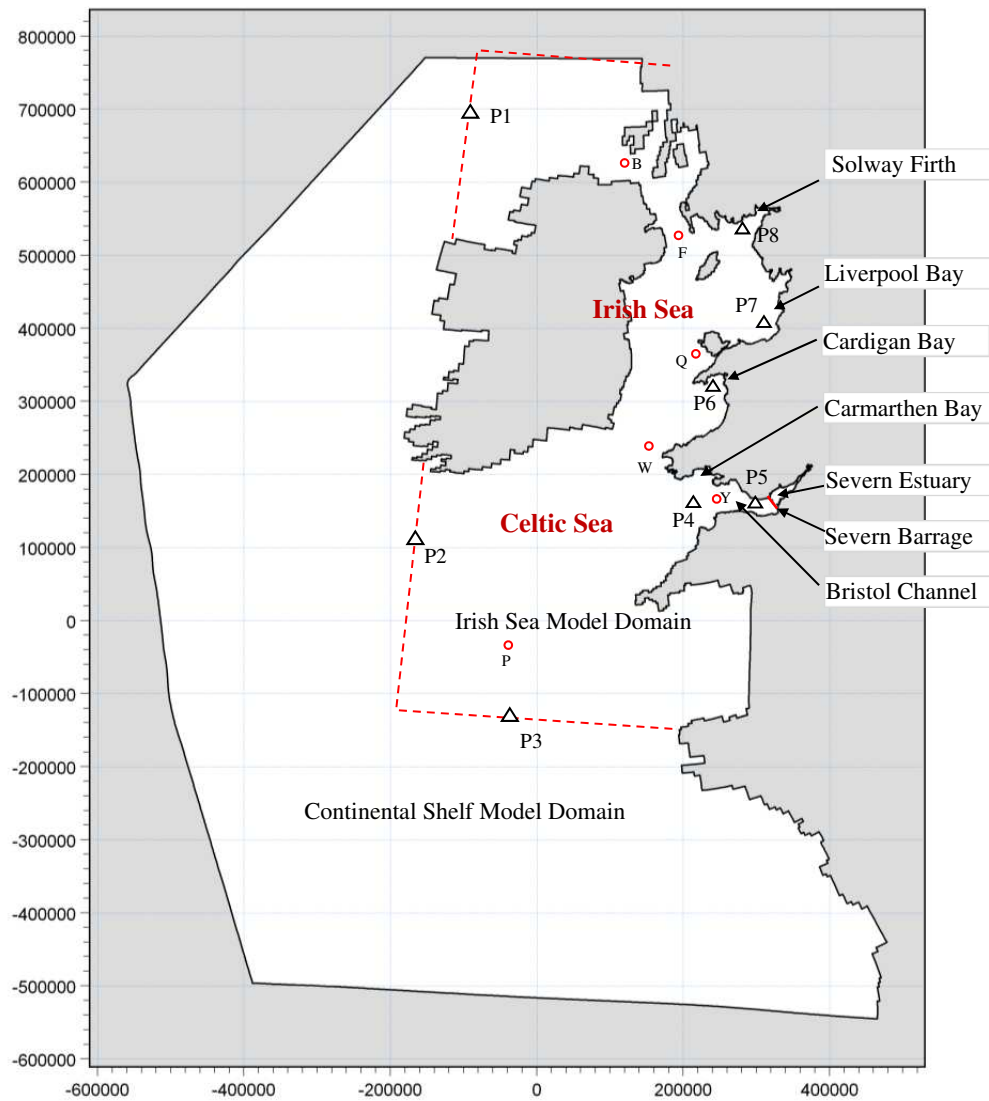 800000
700000
600000
500000
400000
300000
200000
100000
0
-100000
-200000
-300000
-400000
-500000
-600000
-600000
-400000
-200000
0
200000
400000
P1
B
Solway Firth
P8
F
Liverpool Bay
P7
Irish Sea
Cardigan Bay
Q
P6
Carmarthen Bay
W
P5
Severn Estuary
Y
P4
Celtic Sea
Severn Barrage
P2
Bristol Channel
Irish Sea Model Domain
P
P3
Continental Shelf Model Domain